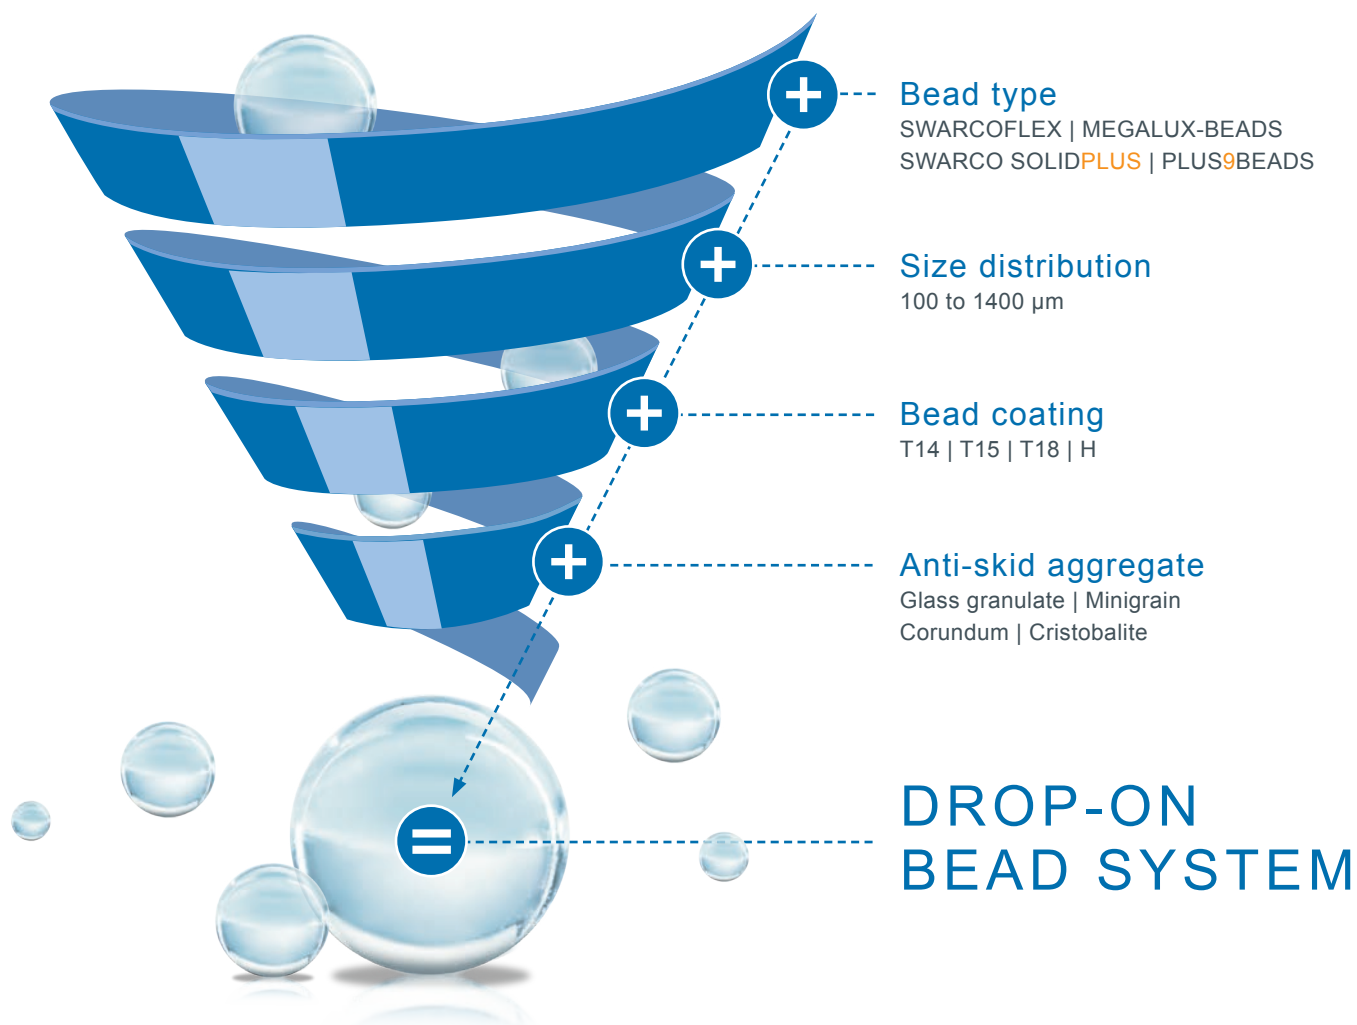 Bead type
SWARCOFLEX | MEGALUX-BEADS
SWARCO SOLIDPLUS | PLUS9BEADS
Size distribution
100 to 1400 µm
Bead coating
T14 | T15 | T18 | H
Anti-skid aggregate
Glass granulate | Minigrain
Corundum | Cristobalite
DROP-ON
BEAD SYSTEM